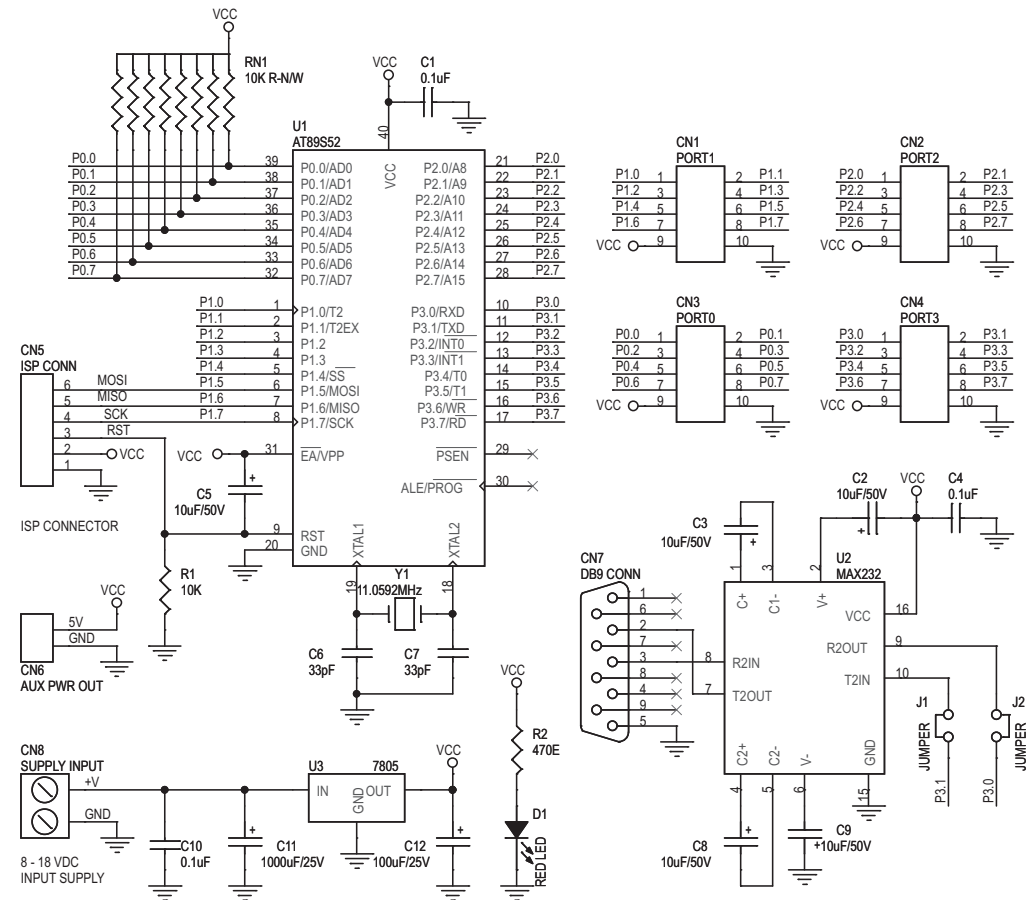 VCC
RN1
10K R-N/W
VCC
C1
0.1uF
U1
AT89S52
40
VCC
P0.0 39 P0.0/AD0
P0.1 38 P0.1/AD1
P0.2 37 P0.2/AD2
P0.3 36 P0.3/AD3
P0.4 35 P0.4/AD4
P0.5 34 P0.5/AD5
P0.6 33 P0.6/AD6
P0.7 32 P0.7/AD7
P2.0/A8 21 P2.0
P2.1/A9 22 P2.1
P2.2/A10 23 P2.2
P2.3/A11 24 P2.3
P2.4/A12 25 P2.4
P2.5/A13 26 P2.5
P2.6/A14 27 P2.6
P2.7/A15 28 P2.7
P1.0 1 P1.0/T2
P1.1 2 P1.1/T2EX
P1.2 3 P1.2
P1.3 4 P1.3
P1.4 5 P1.4/SS
P1.5 6 P1.5/MOSI
P1.6 7 P1.6/MISO
P1.7 8 P1.7/SCK
P3.0/RXD 10 P3.0
P3.1/TXD 11 P3.1
P3.2/INT0 12 P3.2
P3.3/INT1 13 P3.3
P3.4/T0 14 P3.4
P3.5/T1 15 P3.5
P3.6/WR 16 P3.6
P3.7/RD 17 P3.7
VCC 31 EA/VPP
PSEN 29
ALE/PROG 30
9 RST
20 GND
XTAL1
XTAL2
19
18
Y1
11.0592MHz
C6
33pF
C7
33pF
CN5
ISP CONN
6 MOSI
5 MISO
4 SCK
3 RST
2 VCC
1
ISP CONNECTOR
C5
10uF/50V
R1
10K
VCC
5V
GND
CN6
AUX PWR OUT
CN8
SUPPLY INPUT
+V
GND
8 - 18 VDC
INPUT SUPPLY
C10
0.1uF
C11
1000uF/25V
+
U3 7805
IN OUT
GND
VCC
C12
100uF/25V
+
VCC
R2
470E
D1
RED LED
CN1
PORT1
P1.0 1 2 P1.1
P1.2 3 4 P1.3
P1.4 5 6 P1.5
P1.6 7 8 P1.7
VCC 9 10
CN2
PORT2
P2.0 1 2 P2.1
P2.2 3 4 P2.3
P2.4 5 6 P2.5
P2.6 7 8 P2.7
VCC 9 10
CN3
PORT0
P0.0 1 2 P0.1
P0.2 3 4 P0.3
P0.4 5 6 P0.5
P0.6 7 8 P0.7
VCC 9 10
CN4
PORT3
P3.0 1 2 P3.1
P3.2 3 4 P3.3
P3.4 5 6 P3.5
P3.6 7 8 P3.7
VCC 9 10
C2
10uF/50V
+
VCC
C4
0.1uF
C3
10uF/50V
+
U2
MAX232
CN7
DB9 CONN
1
6
2
7
3
8
4
9
5
1 C+
3 C1-
2 V+
VCC 16
8 R2IN
7 T2OUT
R2OUT 9
T2IN 10
C2+ 4
C2- 5
V- 6
GND 15
C8
10uF/50V
+
C9
+10uF/50V
J1
JUMPER
P3.1
J2
JUMPER
P3.0